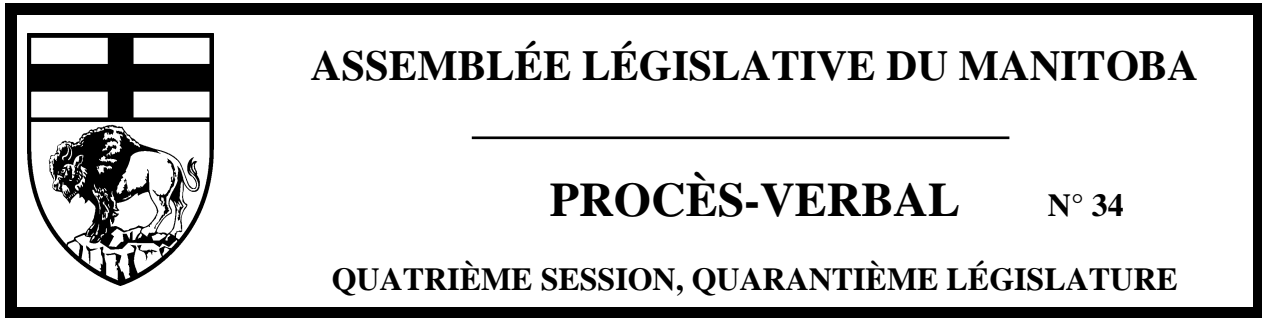 ASSEMBLÉE LÉGISLATIVE DU MANITOBA
PROCÈS-VERBAL N° 34
QUATRIÈME SESSION, QUARANTIÈME LÉGISLATURE